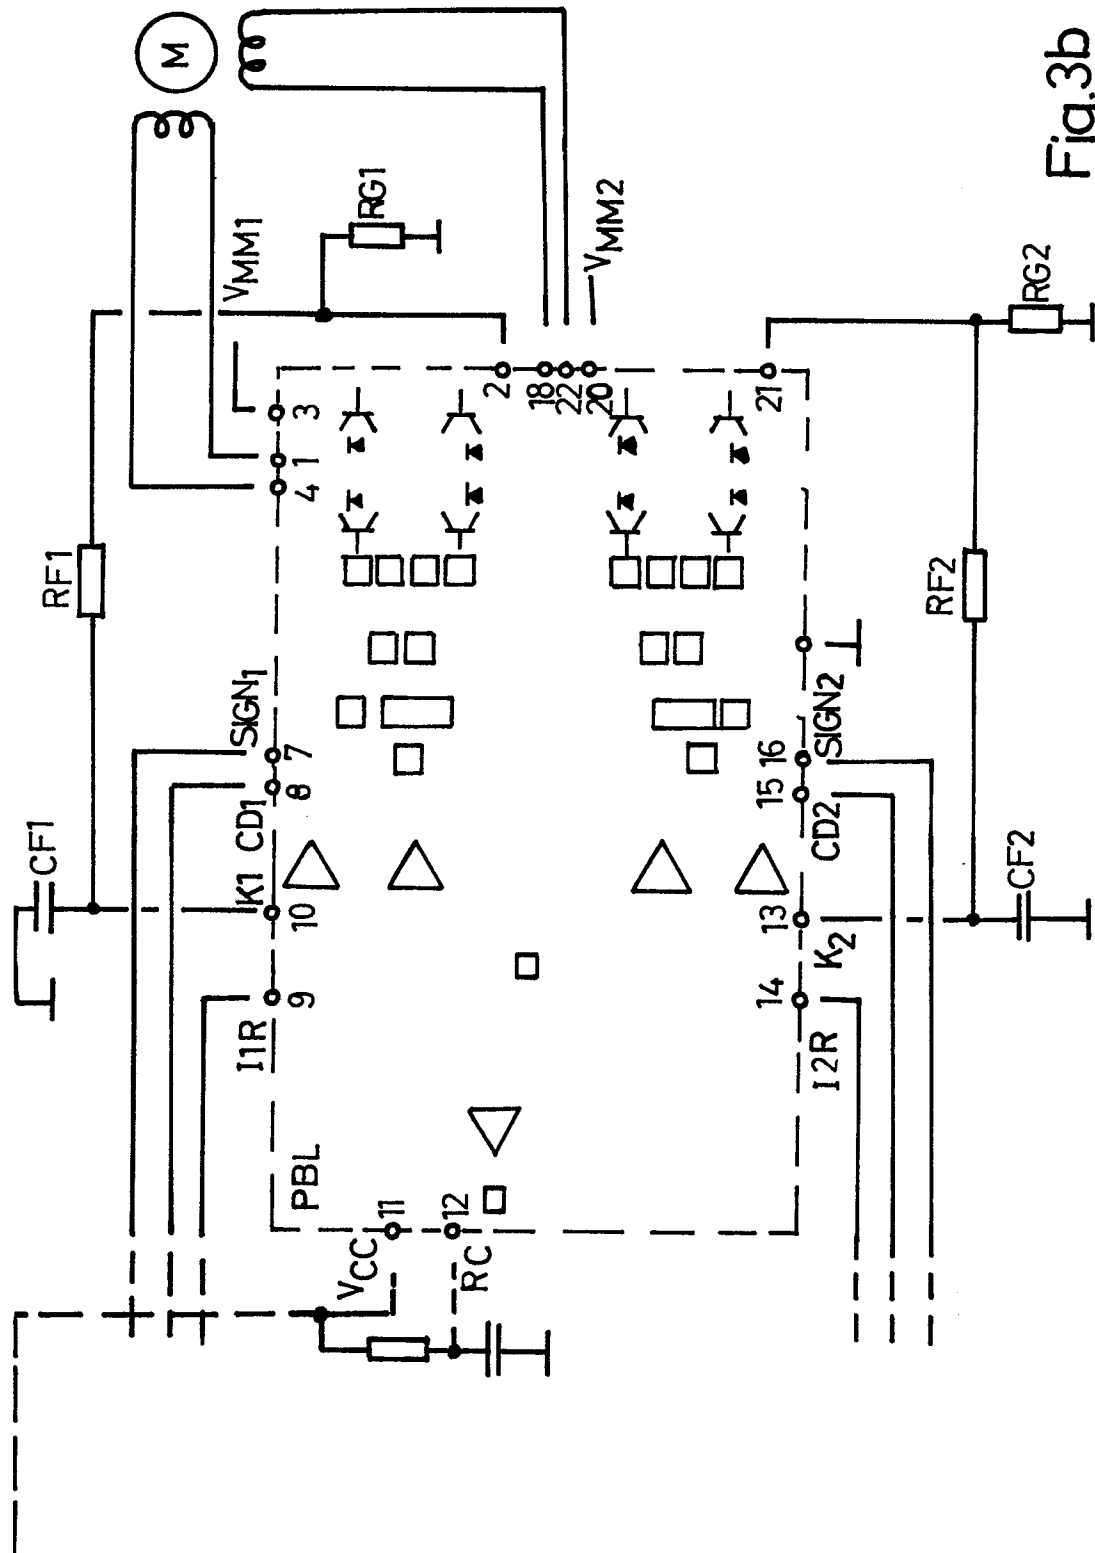 M
VMM1
RG1
VMM2
RF1
3
1
4
2
18
22
20
21
RG2
RF2
SIGN1
7
CD1
8
CF1
K1
10
I1R
9
PBL
VCC
11
RC
12
16
SIGN2
15
CD2
13
K2
CF2
14
I2R
Fig.3b